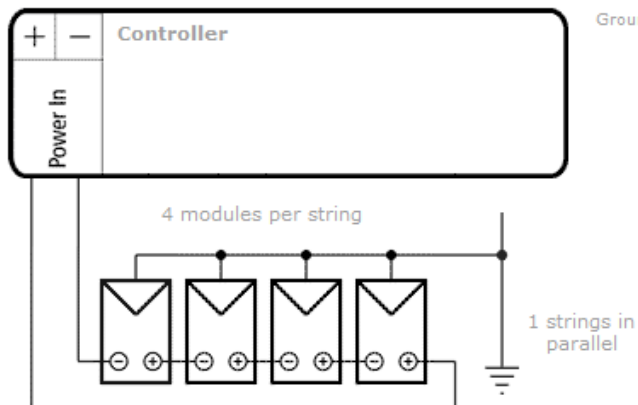 + −
Controller
Grou
Power In
4 modules per string
1 strings in
parallel
− + − + − + − +